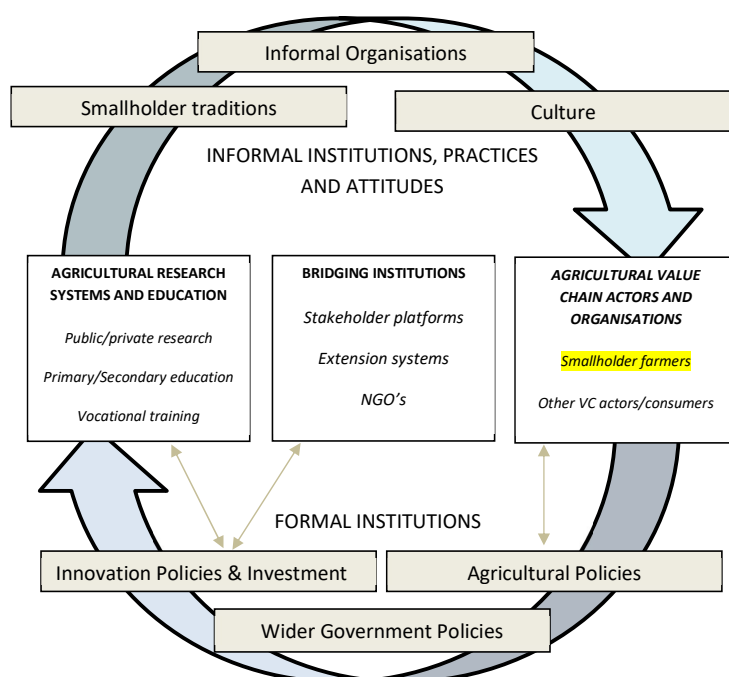 Informal Organisations
Smallholder traditions
Culture
INFORMAL INSTITUTIONS, PRACTICES
AND ATTITUDES
AGRICULTURAL RESEARCH
SYSTEMS AND EDUCATION
Public/private research
Primary/Secondary education
Vocational training
BRIDGING INSTITUTIONS
Stakeholder platforms
Extension systems
NGO's
AGRICULTURAL VALUE
CHAIN ACTORS AND
ORGANISATIONS
Smallholder farmers
Other VC actors/consumers
FORMAL INSTITUTIONS
Innovation Policies & Investment
Agricultural Policies
Wider Government Policies